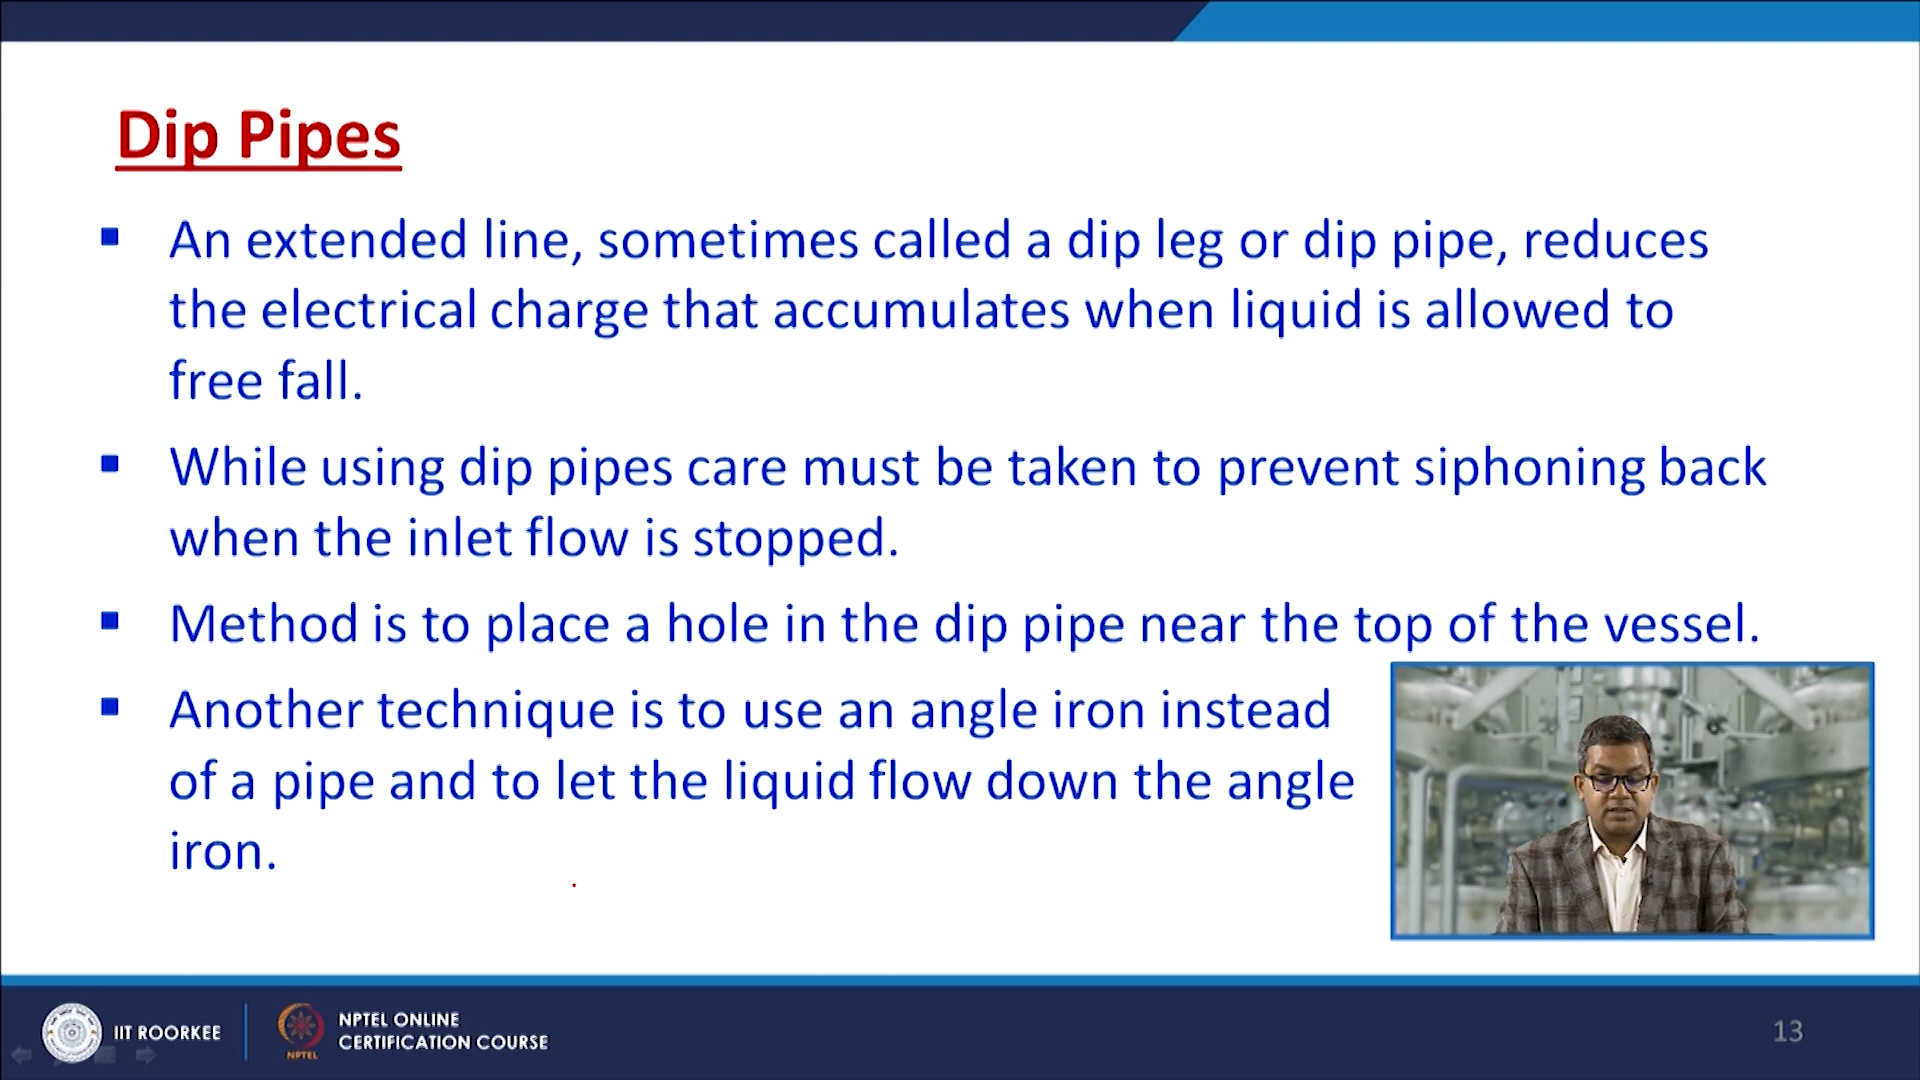 Dip Pipes
▪ An extended line, sometimes called a dip leg or dip pipe, reduces
the electrical charge that accumulates when liquid is allowed to
free fall.
▪ While using dip pipes care must be taken to prevent siphoning back
when the inlet flow is stopped.
▪ Method is to place a hole in the dip pipe near the top of the vessel.
▪ Another technique is to use an angle iron instead
of a pipe and to let the liquid flow down the angle
iron.
IIT ROORKEE
NPTEL
NPTEL ONLINE
CERTIFICATION COURSE
13